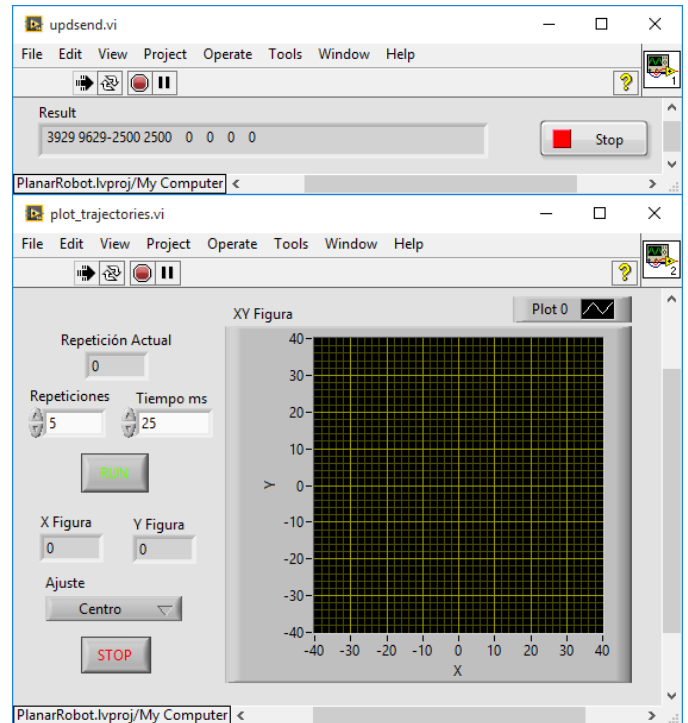 updsend.vi
File Edit View Project Operate Tools Window Help
1
Result
3929 9629-2500 2500 0 0 0 0
Stop
PlanarRobot.lvproj/My Computer
plot_trajectories.vi
File Edit View Project Operate Tools Window Help
2
XY Figura
Plot 0
Repetición Actual
0
Repeticiones Tiempo ms
5 25
RUN
X Figura Y Figura
0 0
Ajuste
Centro
STOP
40
30
20
10
Y
0
-10
-20
-30
-40
-40 -30 -20 -10 0 10 20 30 40
X
PlanarRobot.lvproj/My Computer